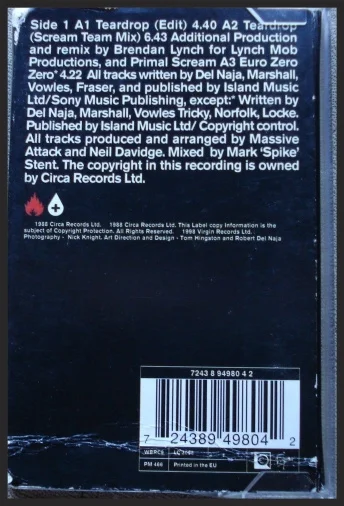 Side 1 A1 Teardrop (Edit) 4.40 A2 Teardrop
(Scream Team Mix) 6.43 Additional Production
and remix by Brendan Lynch for Lynch Mob
Productions, and Primal Scream A3 Euro Zero
Zero* 4.22 All tracks written by Del Naja, Marshall,
Vowles, Fraser, and published by Island Music
Ltd/Sony Music Publishing, except:* Written by
Del Naja, Marshall, Vowles Tricky, Norfolk, Locke.
Published by Island Music Ltd/ Copyright control.
All tracks produced and arranged by Massive
Attack and Neil Davidge. Mixed by Mark 'Spike'
Stent. The copyright in this recording is owned
by Circa Records Ltd.
1998 Circa Records Ltd. 1998 Circa Records Ltd. This Label copy Information is the
subject of Copyright Protection. All Rights Reserved. 1998 Virgin Records Ltd.
Photography - Nick Knight. Art Direction and Design - Tom Hingston and Robert Del Naja
7243 8 94980 4 2
7 24389 49804 2
WBRC5
PM 466 Printed in the EU